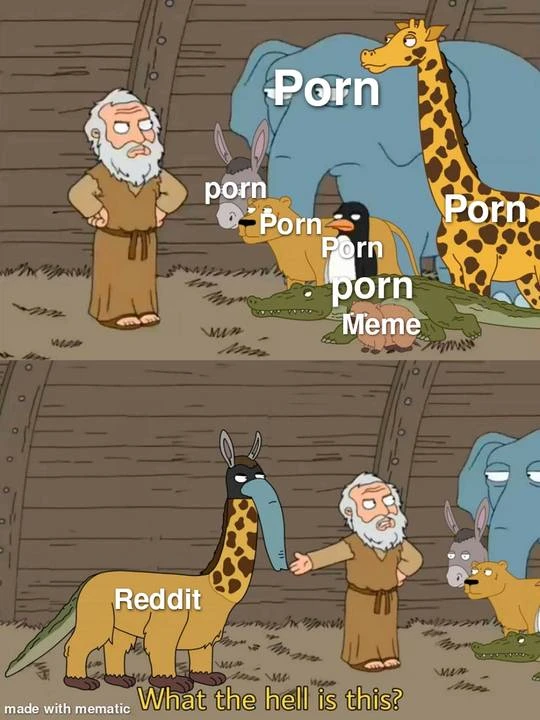 Porn
porn
Porn
Porn
Porn
porn
Meme
Reddit
What the hell is this?
made with mematic